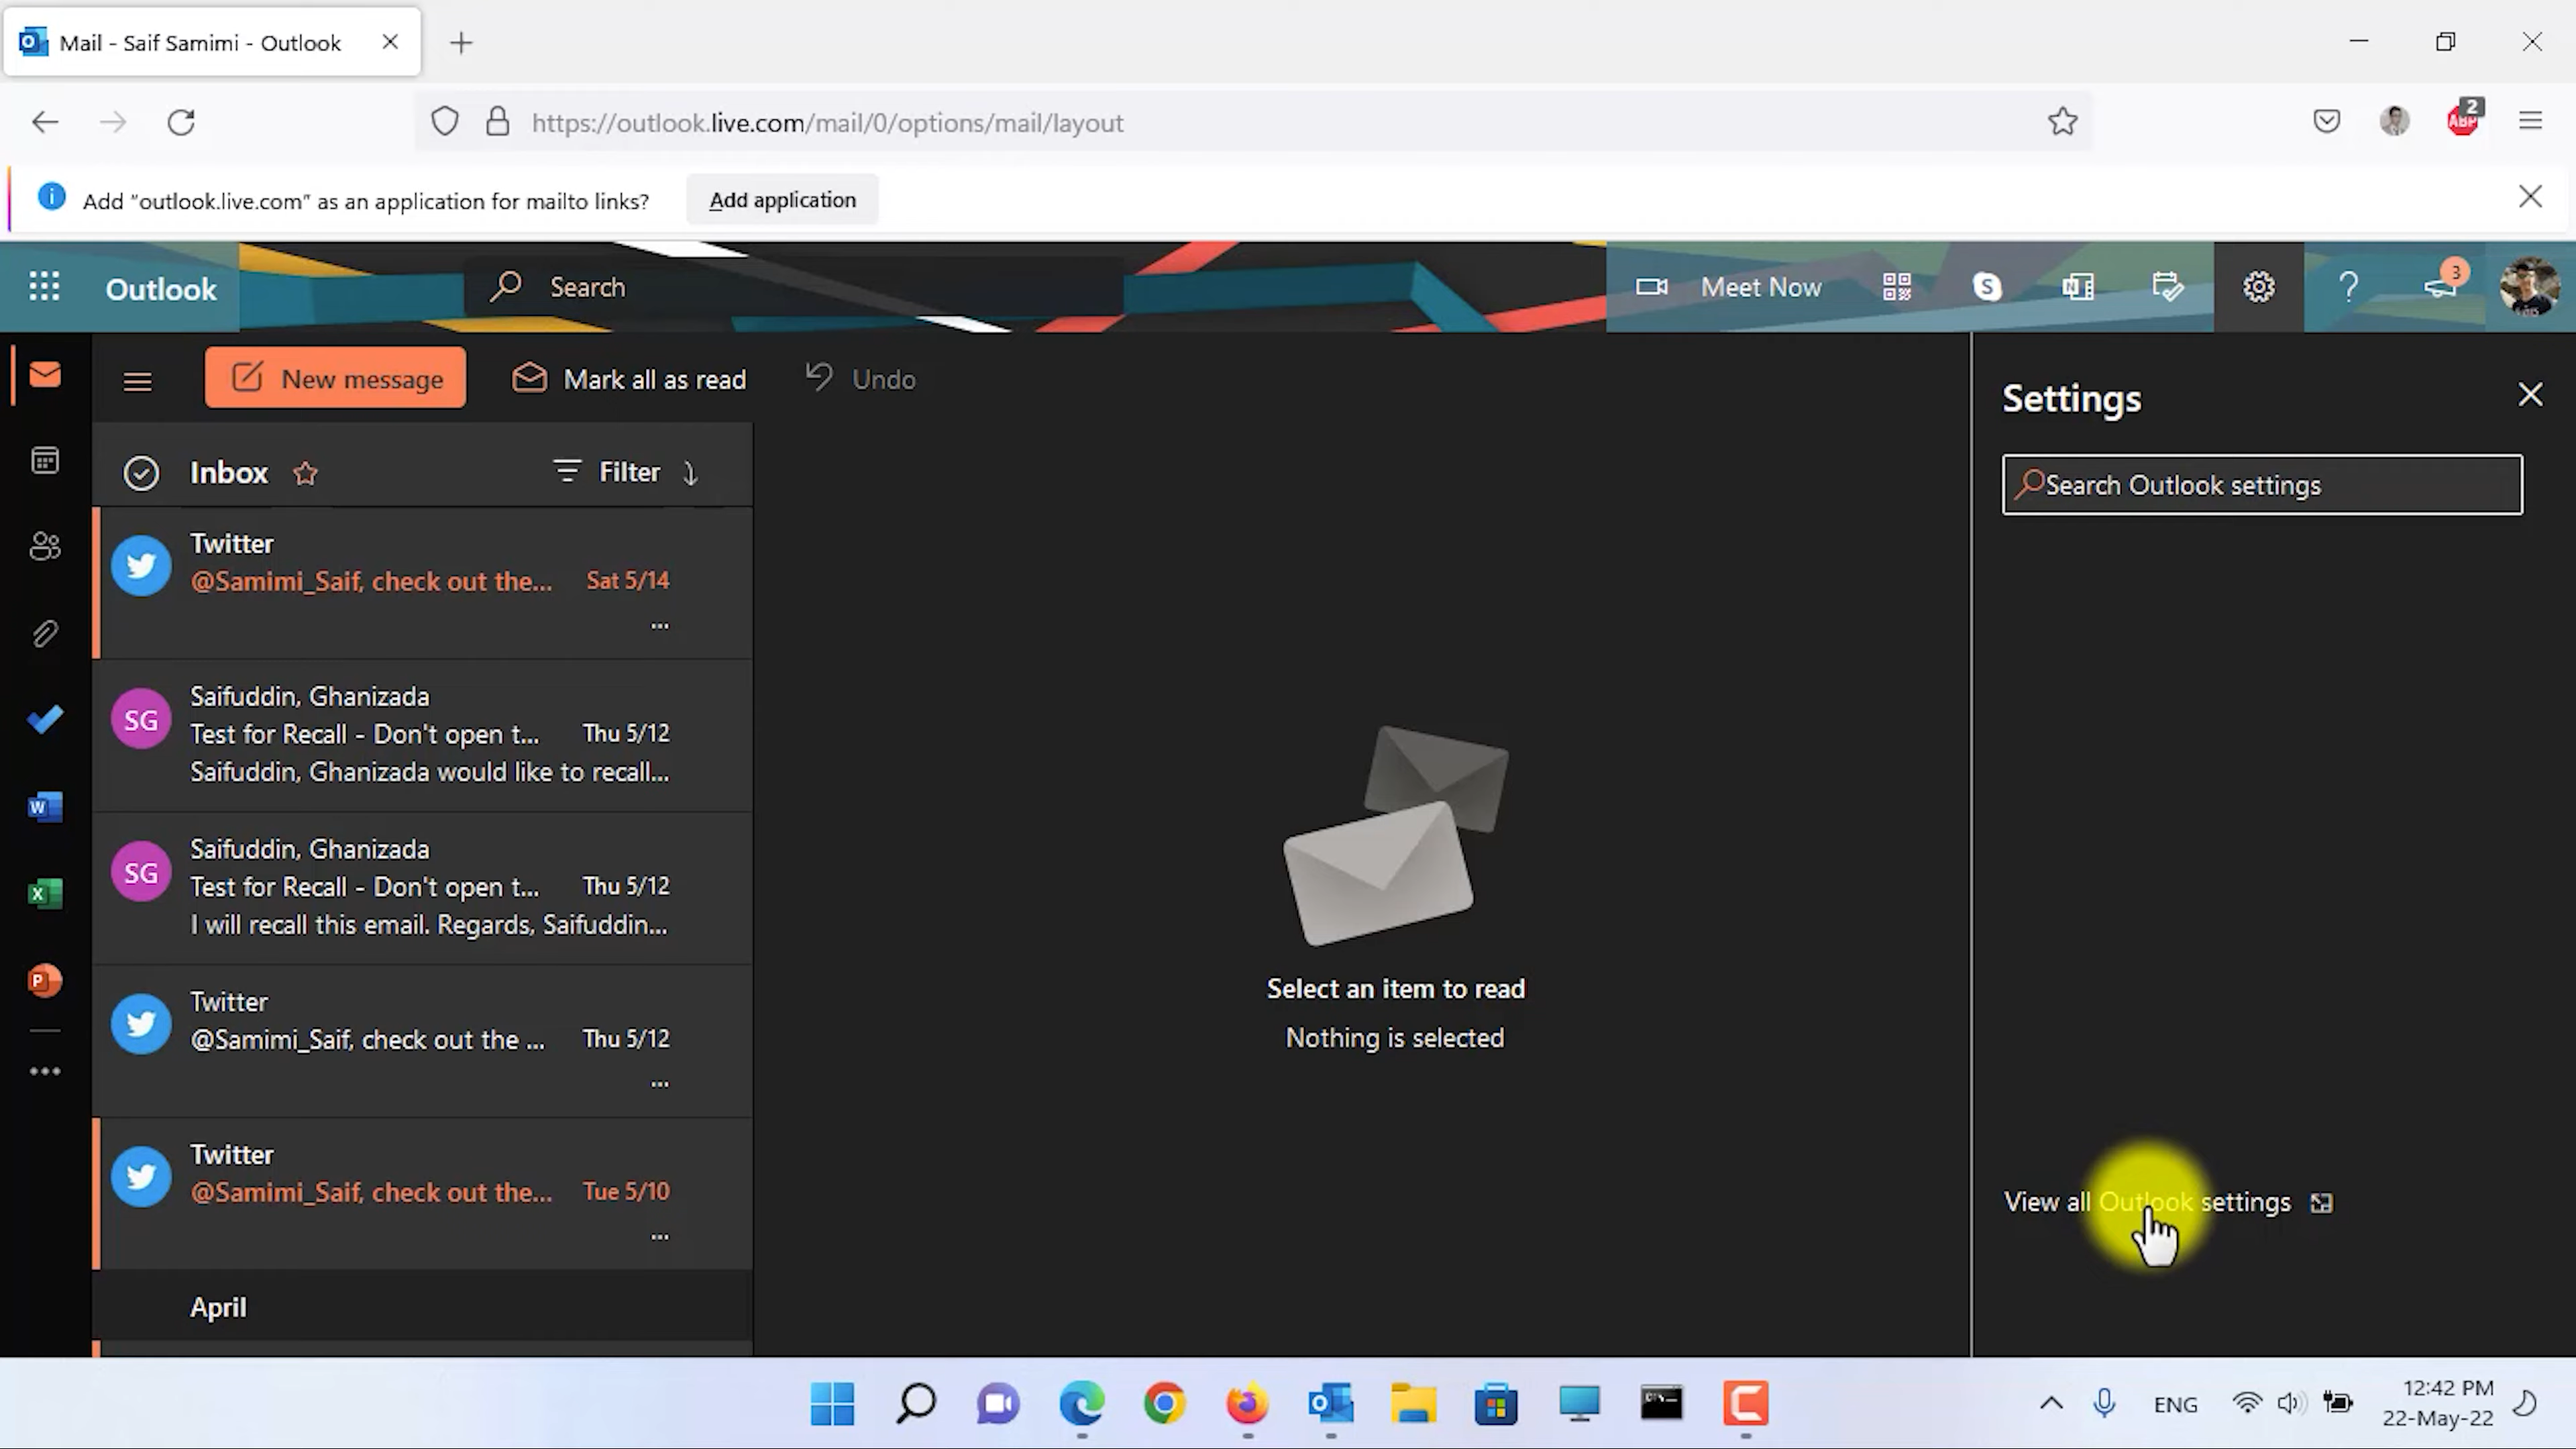 Mail - Saif Samimi - Outlook
https://outlook.live.com/mail/0/options/mail/layout
ABP
2
Add "outlook.live.com" as an application for mailto links?
Add application
Outlook
Search
Meet Now
3
New message
Mark all as read
Undo
Settings
Search Outlook settings
Inbox
Filter
Twitter
@Samimi_Saif, check out the... Sat 5/14
...
SG
Saifuddin, Ghanizada
Test for Recall - Don't open t... Thu 5/12
Saifuddin, Ghanizada would like to recall...
SG
Saifuddin, Ghanizada
Test for Recall - Don't open t... Thu 5/12
I will recall this email. Regards, Saifuddin...
Twitter
@Samimi_Saif, check out the ... Thu 5/12
...
Twitter
@Samimi_Saif, check out the... Tue 5/10
...
April
Select an item to read
Nothing is selected
View all Outlook settings
ENG
12:42 PM
22-May-22